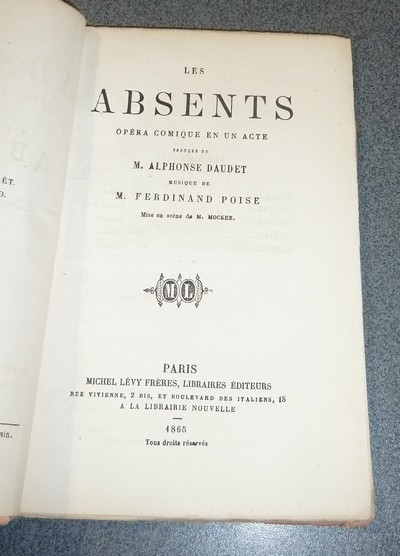 LES
ABSENTS
OPÉRA COMIQUE EN UN ACTE
PAROLES DE
M. ALPHONSE DAUDET
MUSIQUE DE
M. FERDINAND POISE
Mise en scène de M. MOCKER.
ML
PARIS
MICHEL LÉVY FRÈRES, LIBRAIRES ÉDITEURS
RUE VIVIENNE, 2 BIS, ET BOULEVARD DES ITALIENS, 15
A LA LIBRAIRIE NOUVELLE
1865
Tous droits réservés